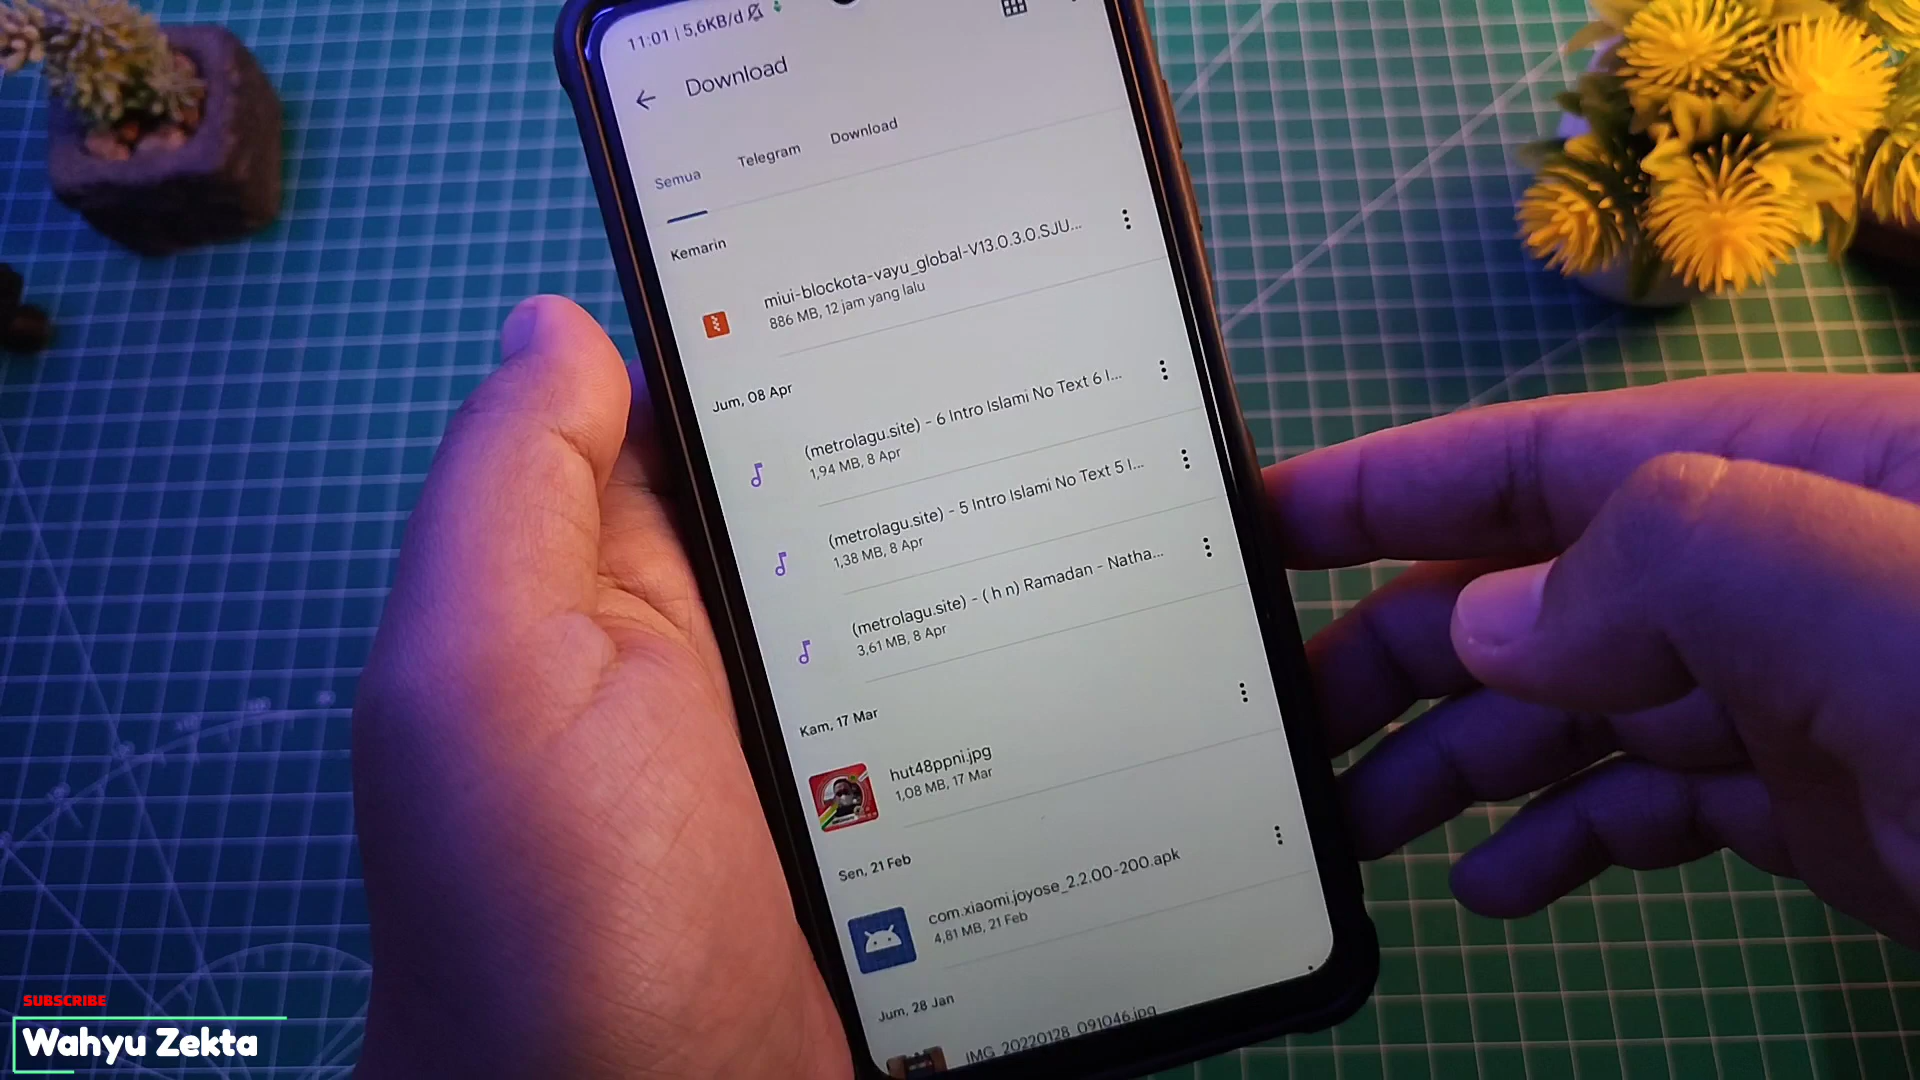 11:01 | 5,6KB/d
Download
Semua
Telegram
Download
Kemarin
miui-blockota-vayu_global-V13.0.3.0.SJU...
886 MB, 12 jam yang lalu
Jum, 08 Apr
(metrolagu.site) - 6 Intro Islami No Text 6 I...
1,94 MB, 8 Apr
(metrolagu.site) - 5 Intro Islami No Text 5 I...
1,38 MB, 8 Apr
(metrolagu.site) - ( h n) Ramadan - Natha...
3,61 MB, 8 Apr
Kam, 17 Mar
hut48ppni.jpg
1,08 MB, 17 Mar
Sen, 21 Feb
com.xiaomi.joyose_2.2.00-200.apk
4,81 MB, 21 Feb
Jum, 28 Jan
IMG_20220128_091046.jpg
SUBSCRIBE
Wahyu Zekta